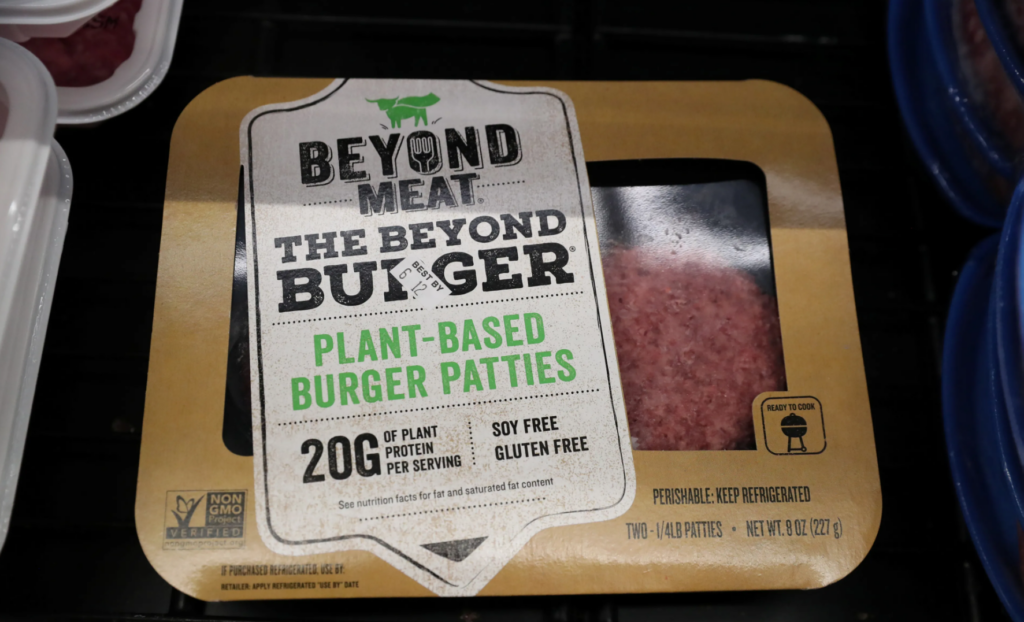 BEYOND
MEAT®
THE BEYOND
BURGER®
BEST BY
6 12
PLANT-BASED
BURGER PATTIES
20G OF PLANT
PROTEIN
PER SERVING
SOY FREE
GLUTEN FREE
See nutrition facts for fat and saturated fat content
READY TO COOK
NON
GMO
Project
VERIFIED
PERISHABLE: KEEP REFRIGERATED
TWO - 1/4LB PATTIES • NET WT. 8 OZ (227 g)
IF PURCHASED REFRIGERATED, USE BY:
RETAILER: APPLY REFRIGERATED "USE BY" DATE